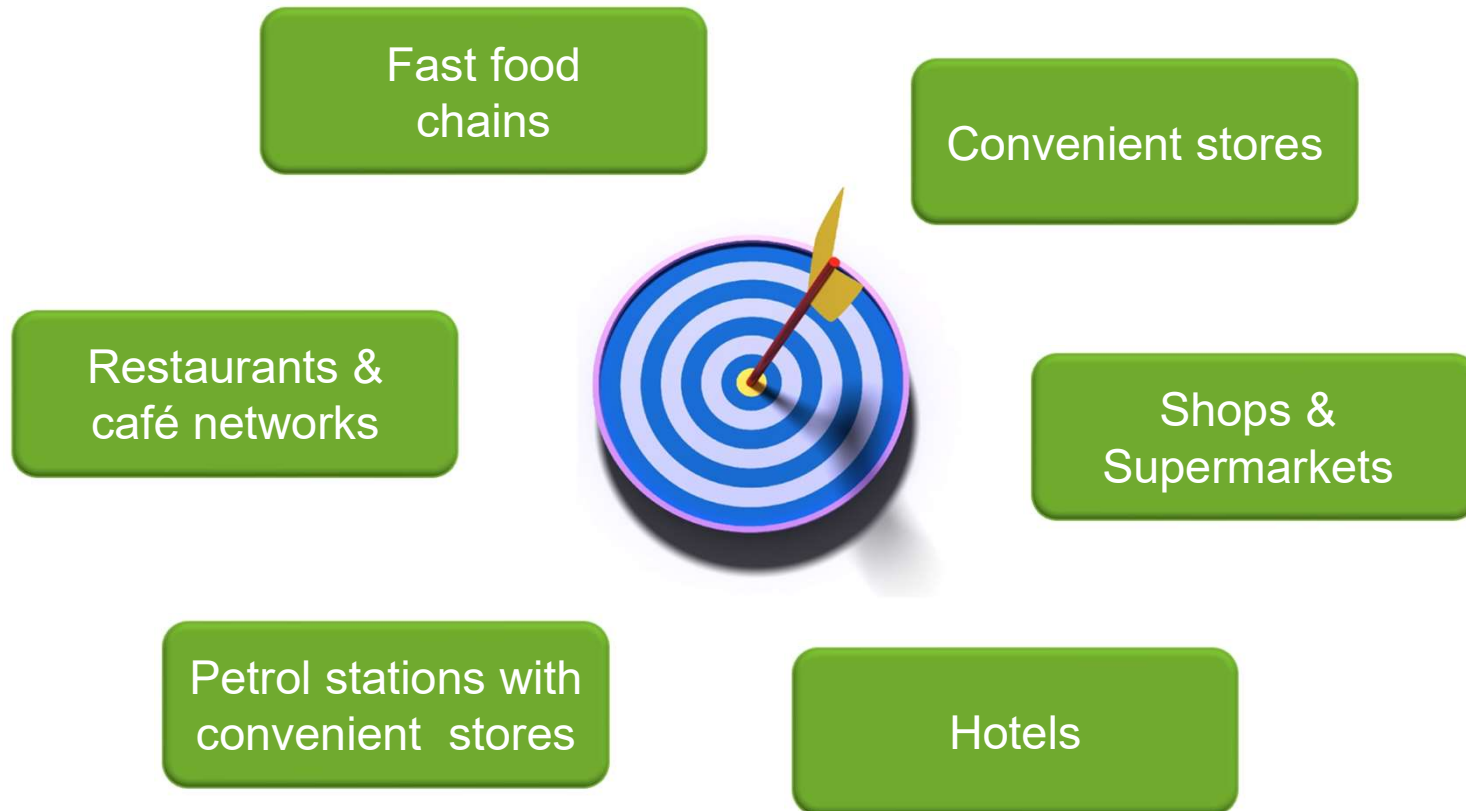 Fast food
chains
Convenient stores
Restaurants &
café networks
Shops &
Supermarkets
Petrol stations with
convenient  stores
Hotels